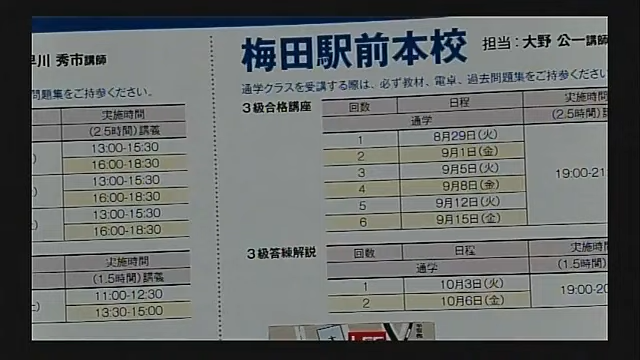 早川 秀市講師
問題集をご持参ください。
実施時間
(2.5時間)講義
13:00-15:30
16:00-18:30
13:00-15:30
16:00-18:30
13:00-15:30
16:00-18:30
実施時間
(1.5時間)講義
11:00-12:30
13:30-15:00
梅田駅前本校 担当:大野 公一講師
通学クラスを受講する際は、必ず教材、電卓、過去問題集をご持参ください
3級合格講座 回数 日程 実施時間
通学 (2.5時間)
1 8月29日(火)
2 9月1日(金)
3 9月5日(火) 19:00-21
4 9月8日(金)
5 9月12日(火)
6 9月15日(金)
3級答練解説 回数 日程 実施時間
通学 (1.5時間)
1 10月3日(火) 19:00-20
2 10月6日(金)